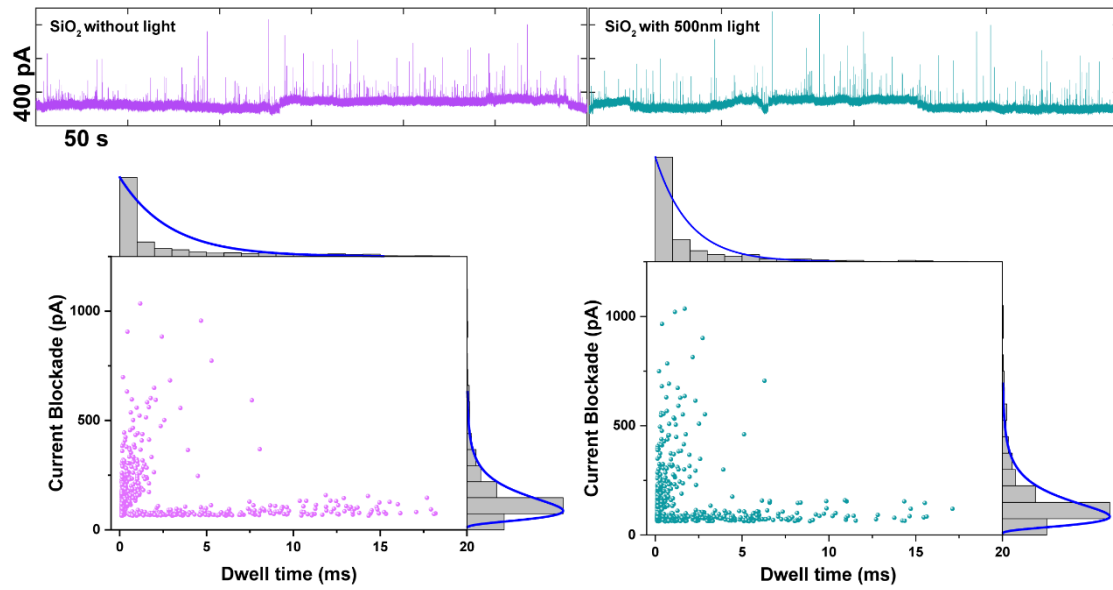 SiO2 without light
SiO2 with 500nm light
400 pA
50 s
Current Blockade (pA)
1000
500
0
0 5 10 15 20
Dwell time (ms)
Current Blockade (pA)
1000
500
0
0 5 10 15 20
Dwell time (ms)